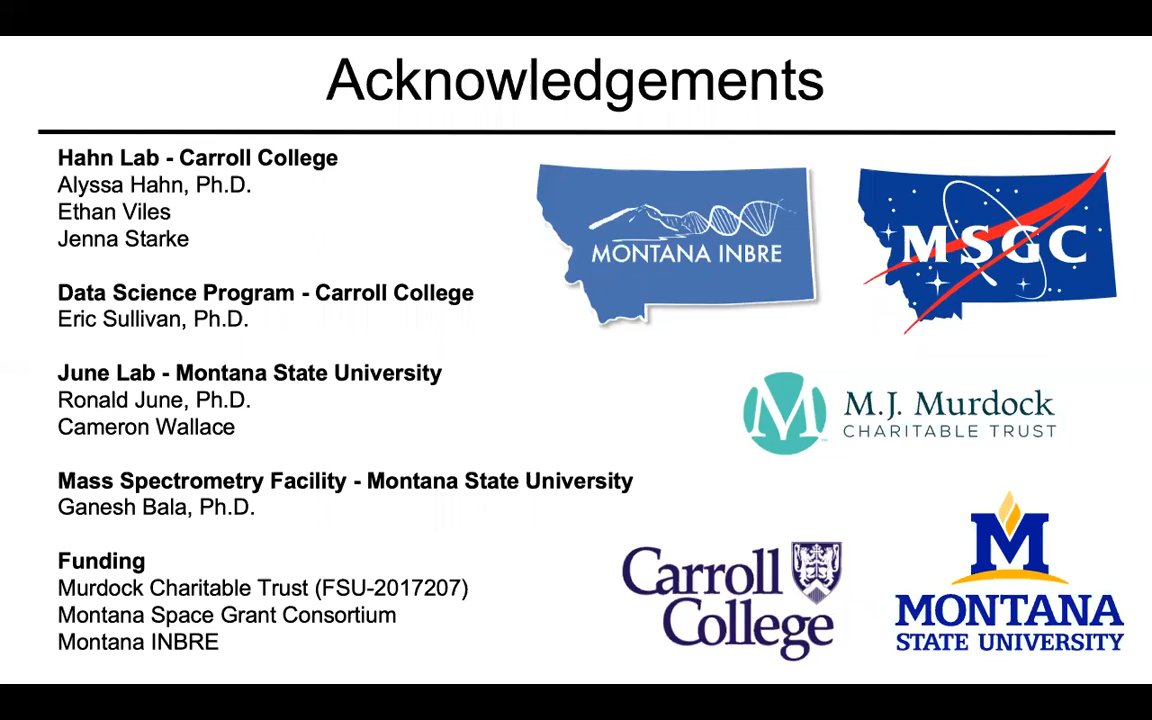 Acknowledgements
Hahn Lab - Carroll College
Alyssa Hahn, Ph.D.
Ethan Viles
Jenna Starke
Data Science Program - Carroll College
Eric Sullivan, Ph.D.
June Lab - Montana State University
Ronald June, Ph.D.
Cameron Wallace
Mass Spectrometry Facility - Montana State University
Ganesh Bala, Ph.D.
Funding
Murdock Charitable Trust (FSU-2017207)
Montana Space Grant Consortium
Montana INBRE
MONTANA INBRE
MSGC
M
M.J. Murdock
CHARITABLE TRUST
Carroll
College
M
MONTANA
STATE UNIVERSITY